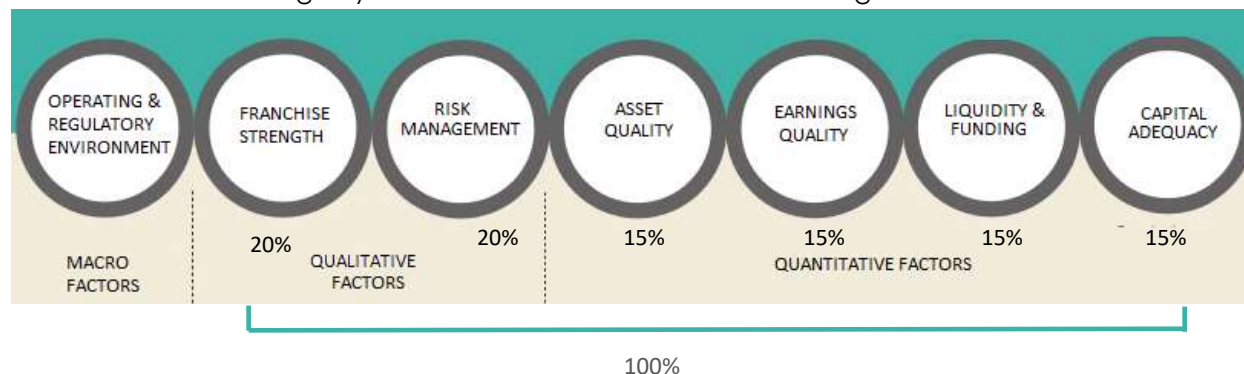 OPERATING &
REGULATORY
ENVIRONMENT
FRANCHISE
STRENGTH
RISK
MANAGEMENT
ASSET
QUALITY
EARNINGS
QUALITY
LIQUIDITY &
FUNDING
CAPITAL
ADEQUACY
20%
20%
15%
15%
15%
15%
MACRO
FACTORS
QUALITATIVE
FACTORS
QUANTITATIVE FACTORS
100%